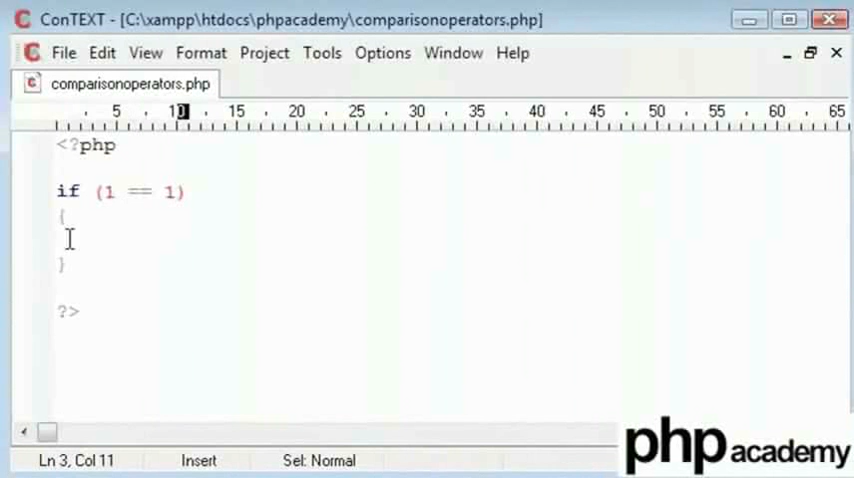 ConTEXT - [C:\xampp\htdocs\phpacademy\comparisonoperators.php]
File Edit View Format Project Tools Options Window Help
comparisonoperators.php
5 10 15 20 25 30 35 40 45 50 55 60 65
<?php
if (1 == 1)
{
}
?>
Ln 3, Col 11 Insert Sel: Normal
php academy